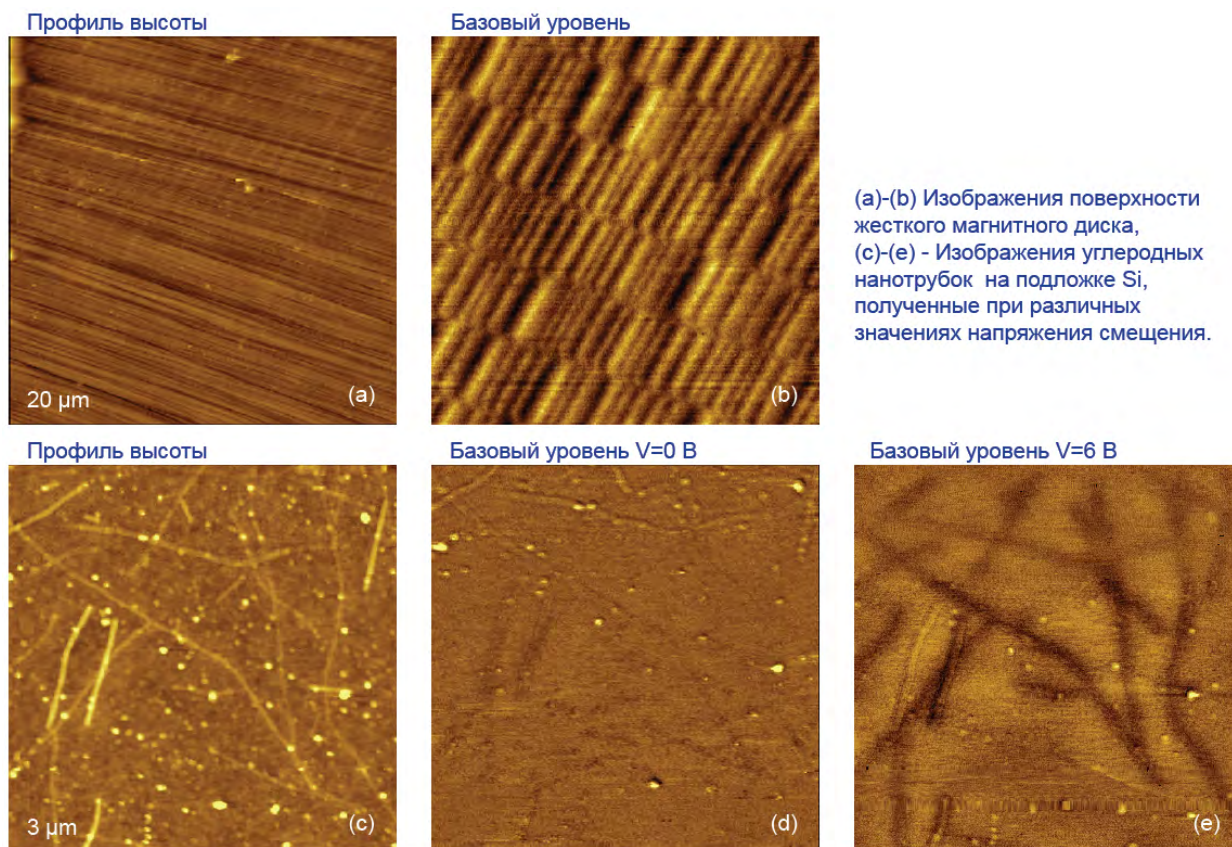 Профиль высоты
Базовый уровень
(a)
20 µm
(b)
(a)-(b) Изображения поверхности
жесткого магнитного диска,
(c)-(e) - Изображения углеродных
нанотрубок на подложке Si,
полученные при различных
значениях напряжения смещения.
Профиль высоты
Базовый уровень V=0 В
Базовый уровень V=6 В
3 µm
(c)
(d)
(e)